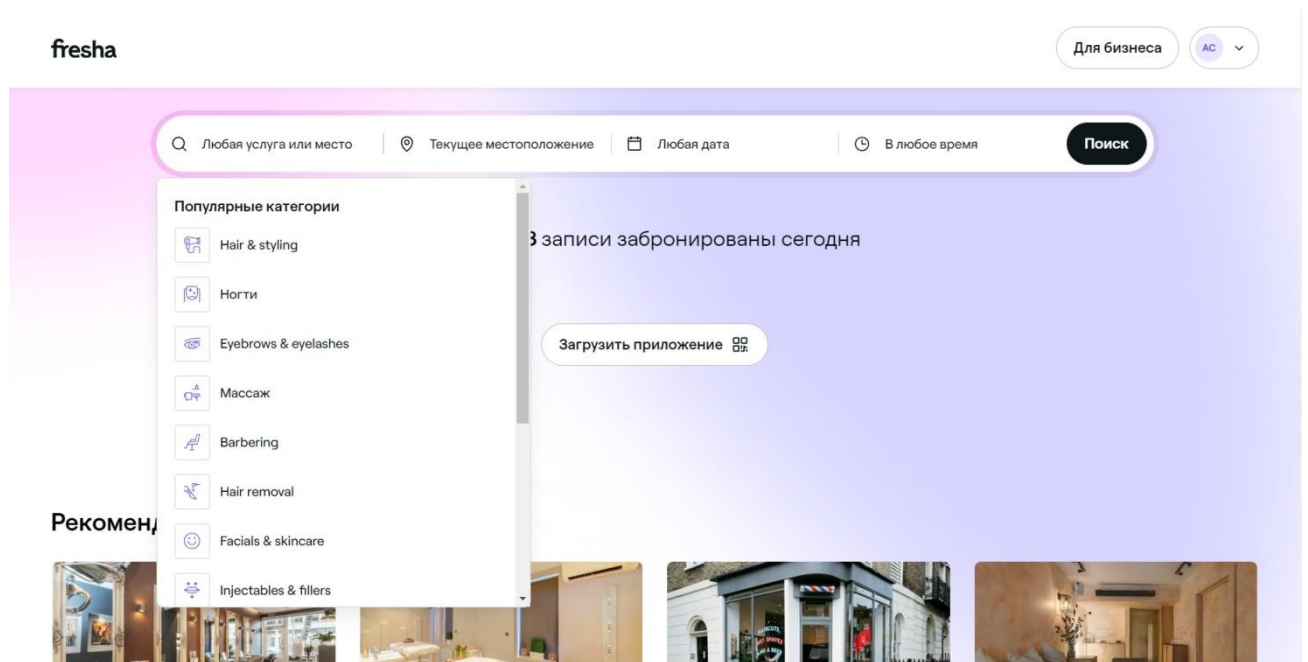 fresha
Для бизнеса
AC
Любая услуга или место
Текущее местоположение
Любая дата
В любое время
Поиск
Популярные категории
Hair & styling
Ногти
Eyebrows & eyelashes
Массаж
Barbering
Hair removal
Facials & skincare
Injectables & fillers
записи забронированы сегодня
Загрузить приложение
Рекоменд